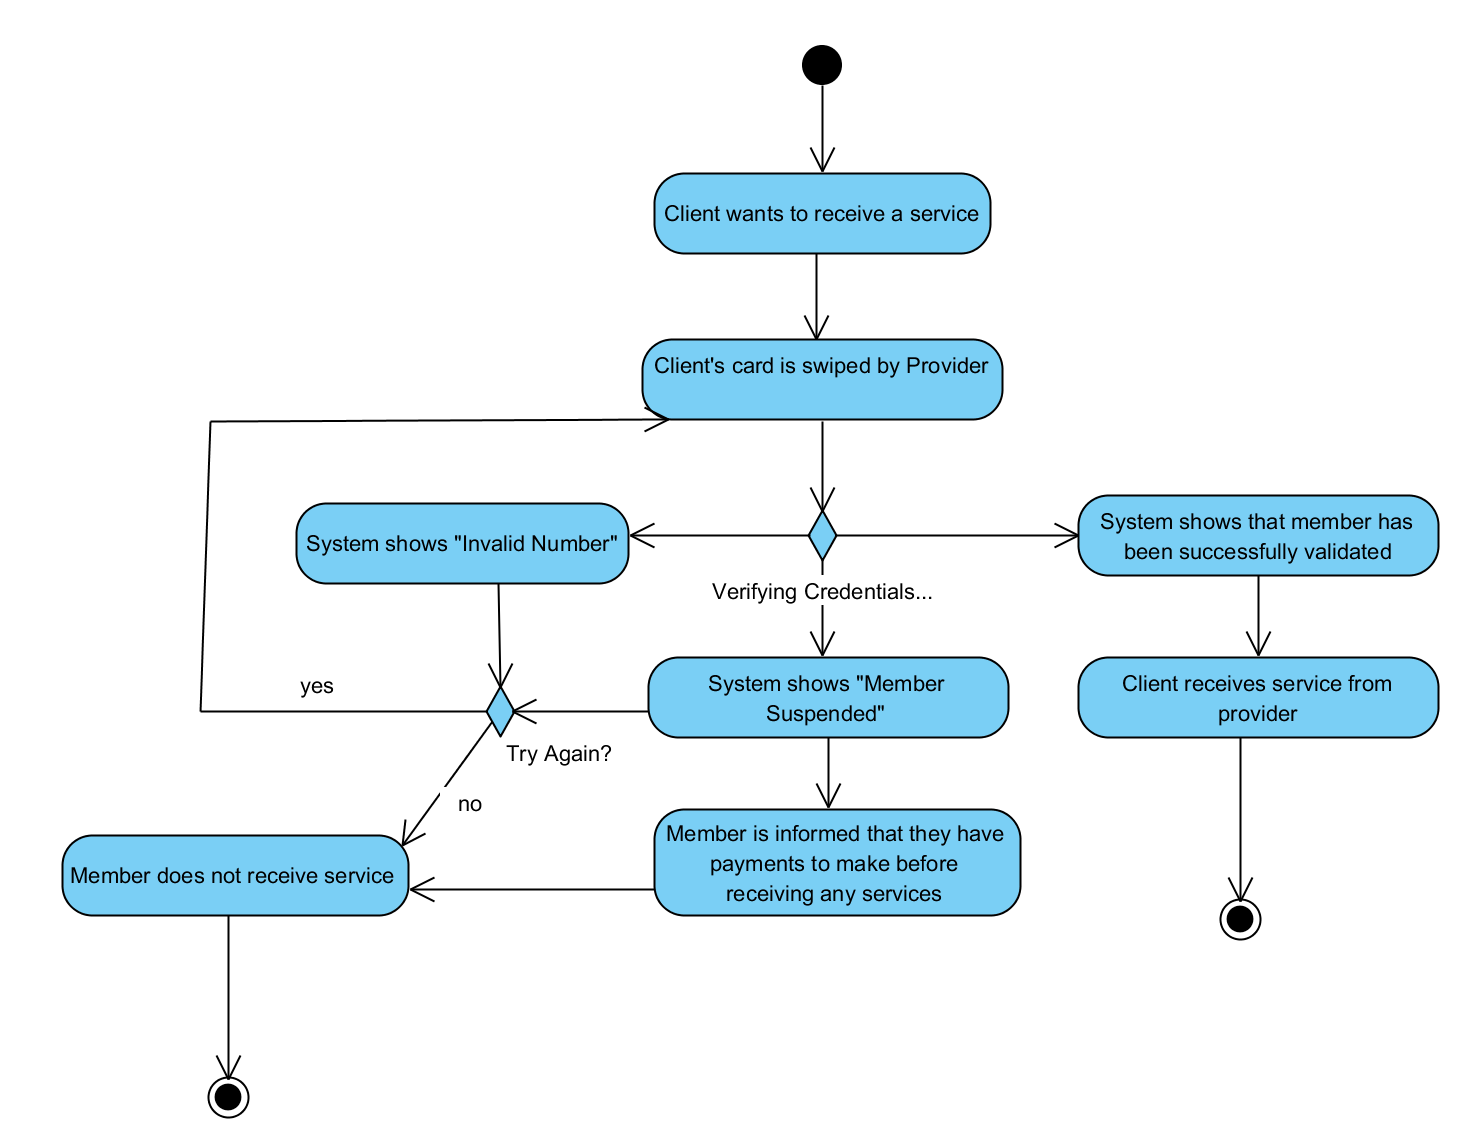 Client wants to receive a service
Client's card is swiped by Provider
System shows "Invalid Number"
System shows that member has
been successfully validated
Verifying Credentials...
yes
System shows "Member
Suspended"
Client receives service from
provider
Try Again?
no
Member is informed that they have
payments to make before
receiving any services
Member does not receive service